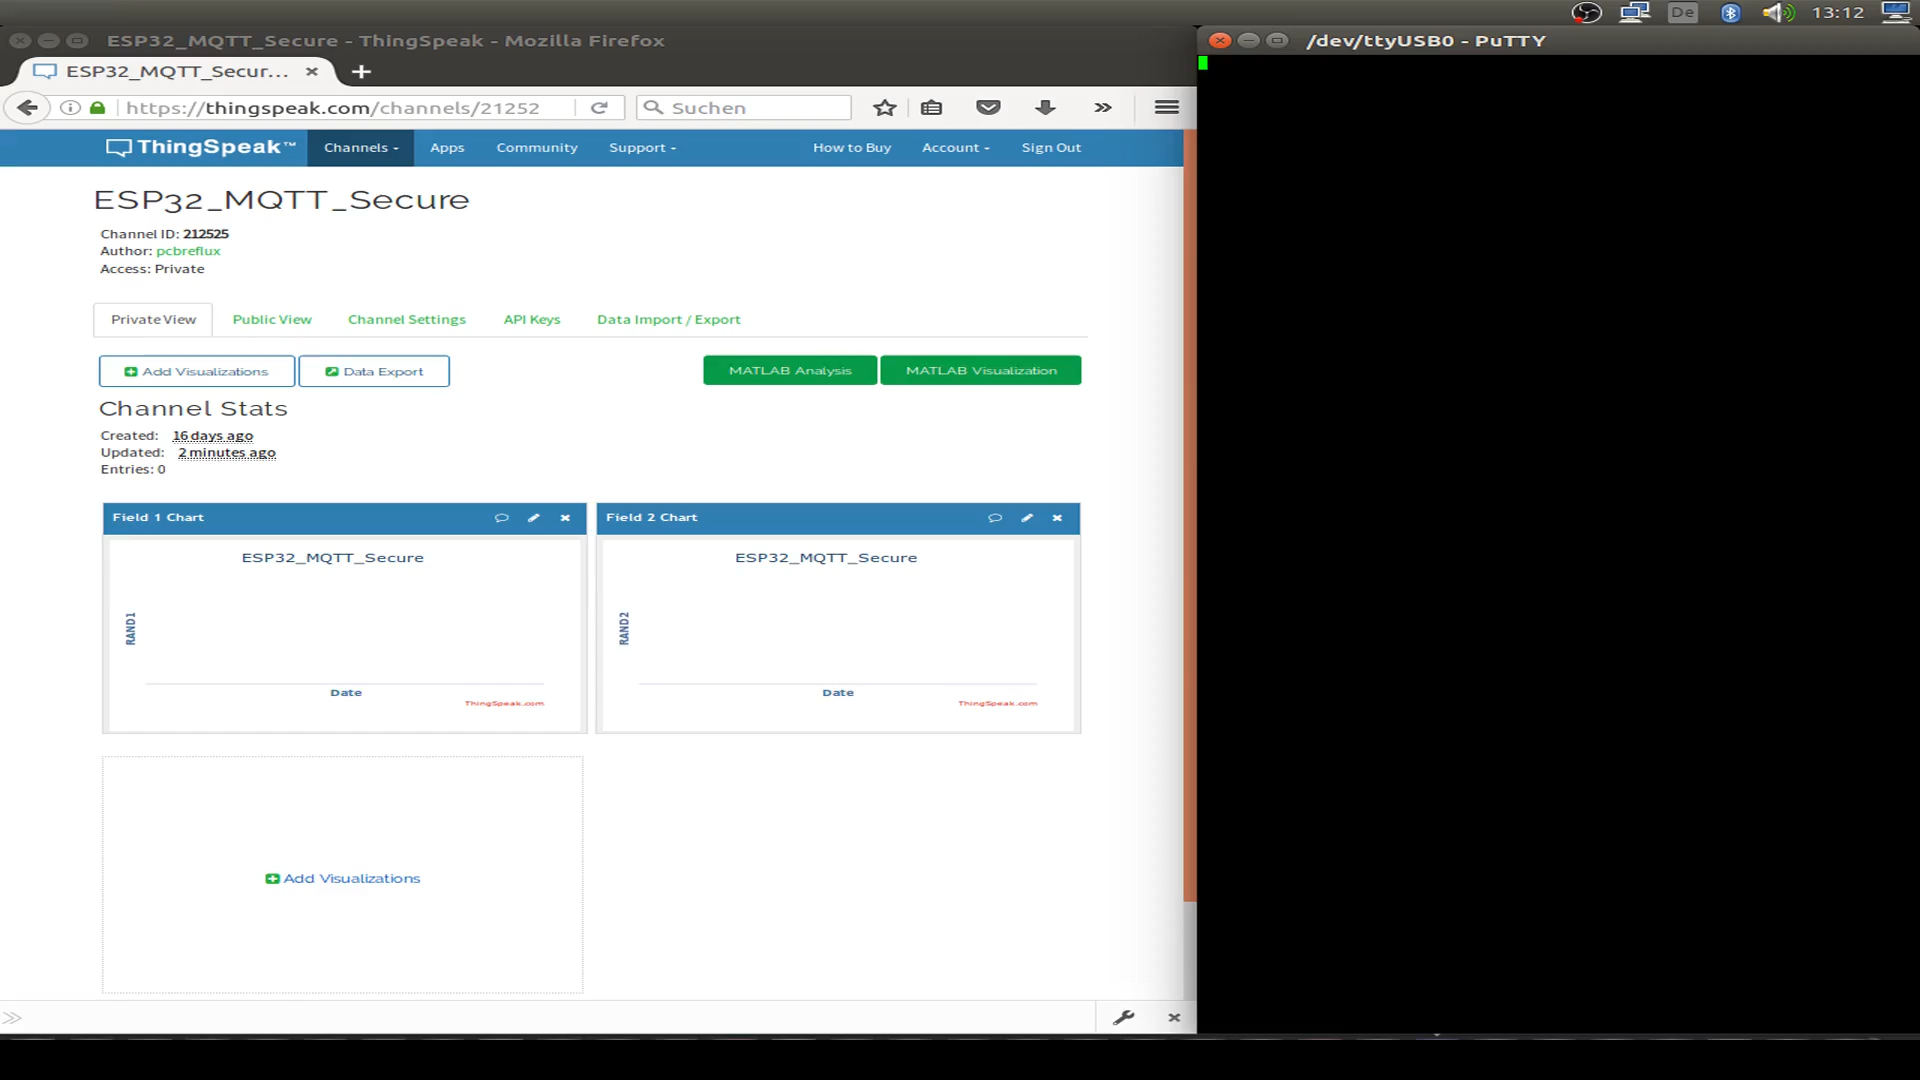 De
13:12
ESP32_MQTT_Secure - ThingSpeak - Mozilla Firefox
/dev/ttyUSB0 - PuTTY
ESP32_MQTT_Secur...
https://thingspeak.com/channels/21252
Suchen
ThingSpeak™
Channels
Apps
Community
Support
How to Buy
Account
Sign Out
ESP32_MQTT_Secure
Channel ID: 212525
Author: pcbreflux
Access: Private
Private View
Public View
Channel Settings
API Keys
Data Import / Export
Add Visualizations
Data Export
MATLAB Analysis
MATLAB Visualization
Channel Stats
Created: 16 days ago
Updated: 2 minutes ago
Entries: 0
Field 1 Chart
ESP32_MQTT_Secure
RAND1
Date
ThingSpeak.com
Field 2 Chart
ESP32_MQTT_Secure
RAND2
Date
ThingSpeak.com
Add Visualizations